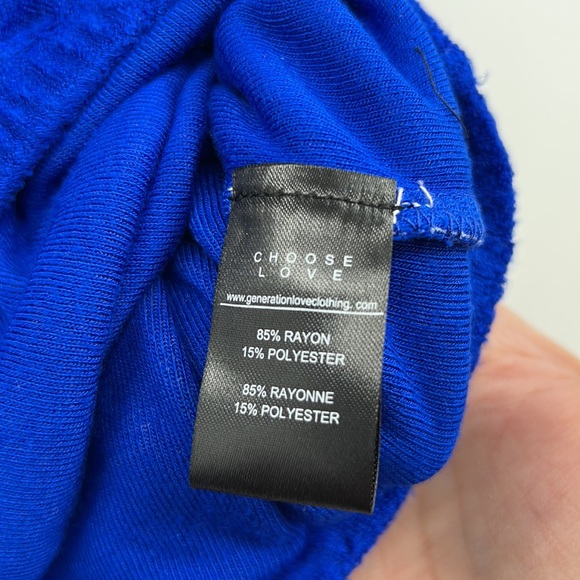 CHOOSE
LOVE
www.generationloveclothing. com
85% RAYON
15% POLYESTER
85% RAYONNE
15% POLYESTER